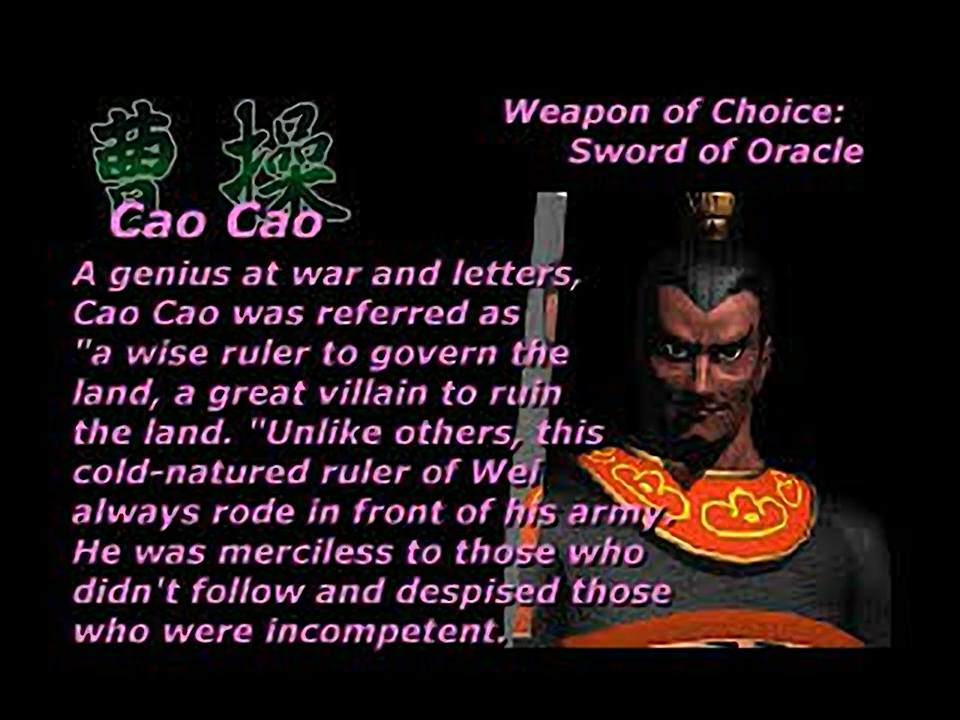 曹操
Cao Cao
Weapon of Choice:
Sword of Oracle
A genius at war and letters,
Cao Cao was referred as
"a wise ruler to govern the
land, a great villain to ruin
the land. "Unlike others, this
cold-natured ruler of Wei
always rode in front of his army.
He was merciless to those who
didn't follow and despised those
who were incompetent.